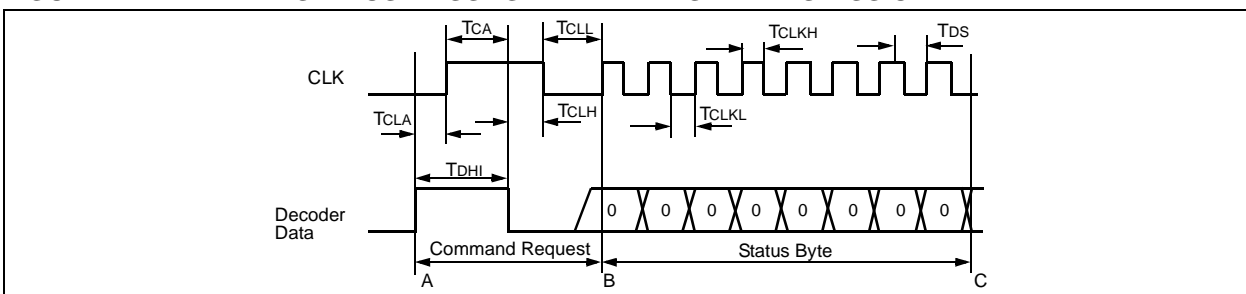 TCA
TCLL
TCLKH
TDS
CLK
TCLA
TCLH
TCLKL
TDHI
Decoder
Data
0 0 0 0 0 0 0 0
Command Request
Status Byte
A
B
C